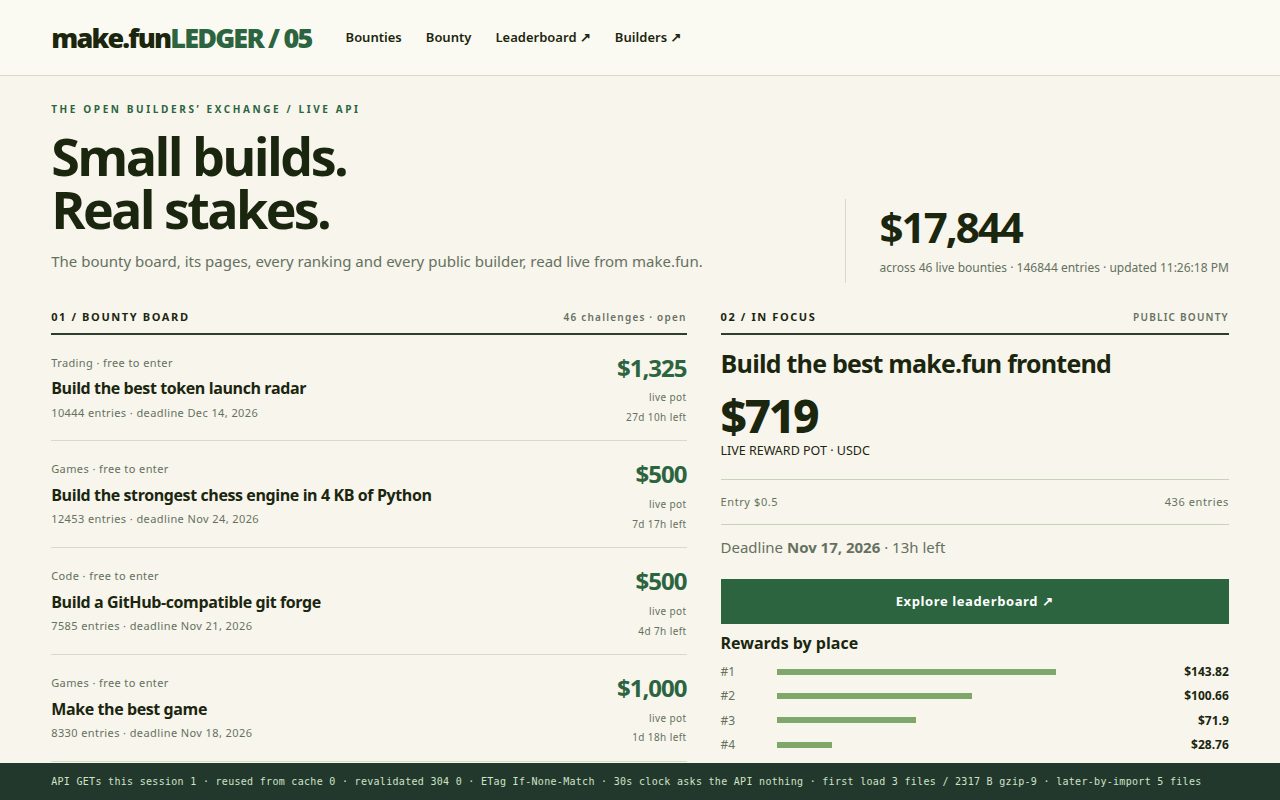 make.funLEDGER / 05 Bounties Bounty Leaderboard ↗ Builders ↗
THE OPEN BUILDERS’ EXCHANGE / LIVE API
Small builds.
Real stakes.
The bounty board, its pages, every ranking and every public builder, read live from make.fun.
$17,844
across 46 live bounties · 146844 entries · updated 11:26:18 PM
01 / BOUNTY BOARD 46 challenges · open
Trading · free to enter
Build the best token launch radar
10444 entries · deadline Dec 14, 2026
$1,325
live pot
27d 10h left
Games · free to enter
Build the strongest chess engine in 4 KB of Python
12453 entries · deadline Nov 24, 2026
$500
live pot
7d 17h left
Code · free to enter
Build a GitHub-compatible git forge
7585 entries · deadline Nov 21, 2026
$500
live pot
4d 7h left
Games · free to enter
Make the best game
8330 entries · deadline Nov 18, 2026
$1,000
live pot
1d 18h left
02 / IN FOCUS PUBLIC BOUNTY
Build the best make.fun frontend
$719
LIVE REWARD POT · USDC
Entry $0.5 436 entries
Deadline Nov 17, 2026 · 13h left
Explore leaderboard ↗
Rewards by place
#1 $143.82
#2 $100.66
#3 $71.9
#4 $28.76
API GETs this session 1 · reused from cache 0 · revalidated 304 0 · ETag If-None-Match · 30s clock asks the API nothing · first load 3 files / 2317 B gzip-9 · later-by-import 5 files